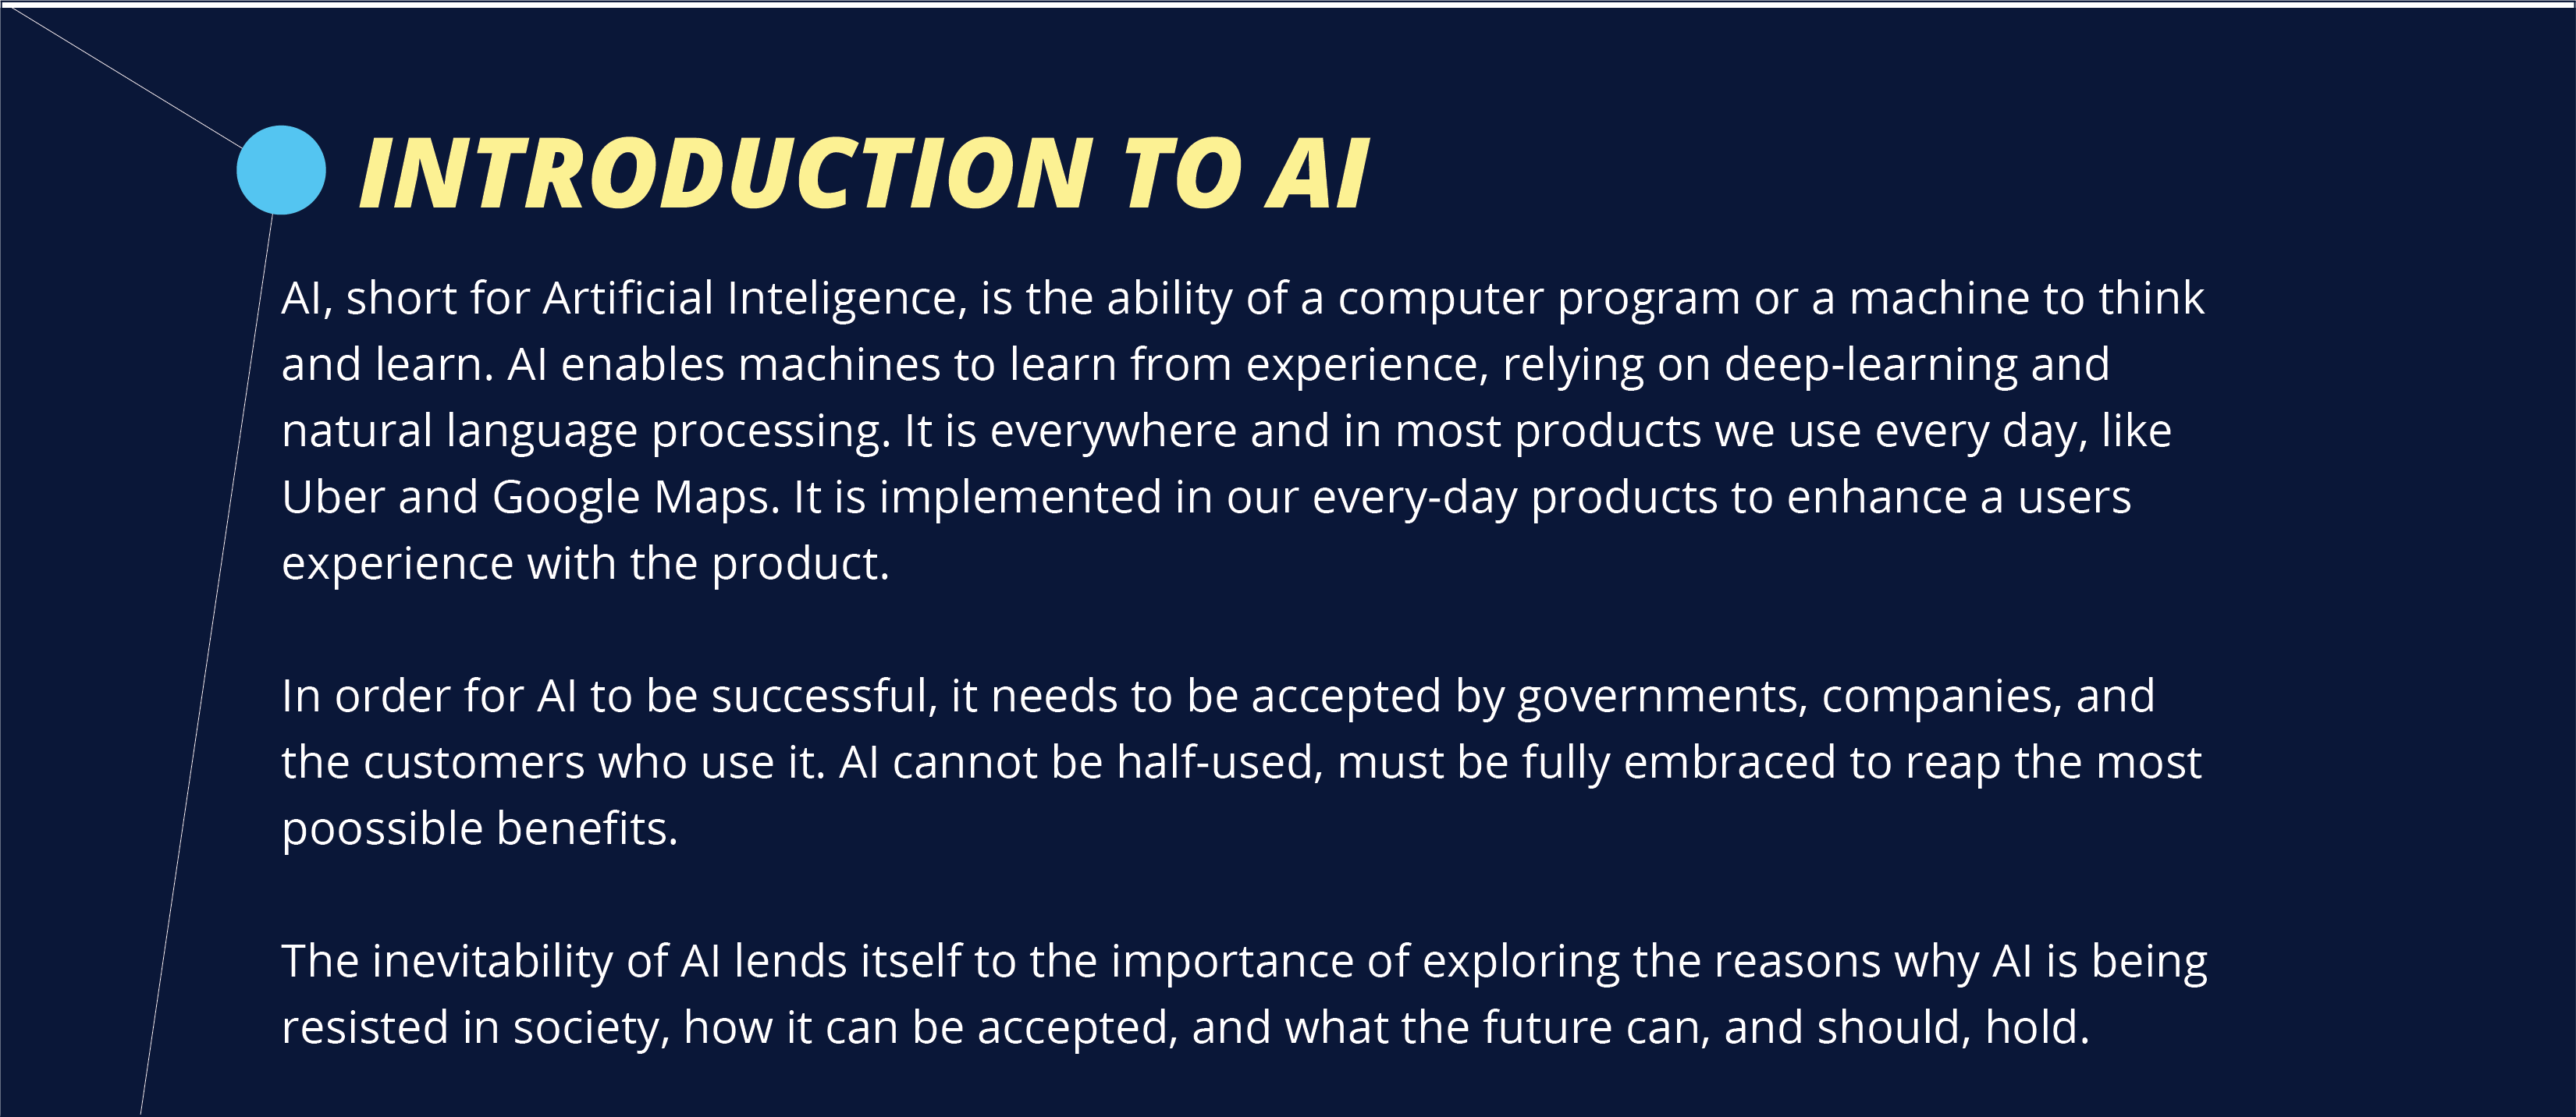 INTRODUCTION TO AI
AI, short for Artificial Inteligence, is the ability of a computer program or a machine to think
and learn. AI enables machines to learn from experience, relying on deep-learning and
natural language processing. It is everywhere and in most products we use every day, like
Uber and Google Maps. It is implemented in our every-day products to enhance a users
experience with the product.
In order for AI to be successful, it needs to be accepted by governments, companies, and
the customers who use it. AI cannot be half-used, must be fully embraced to reap the most
poossible benefits.
The inevitability of AI lends itself to the importance of exploring the reasons why AI is being
resisted in society, how it can be accepted, and what the future can, and should, hold.